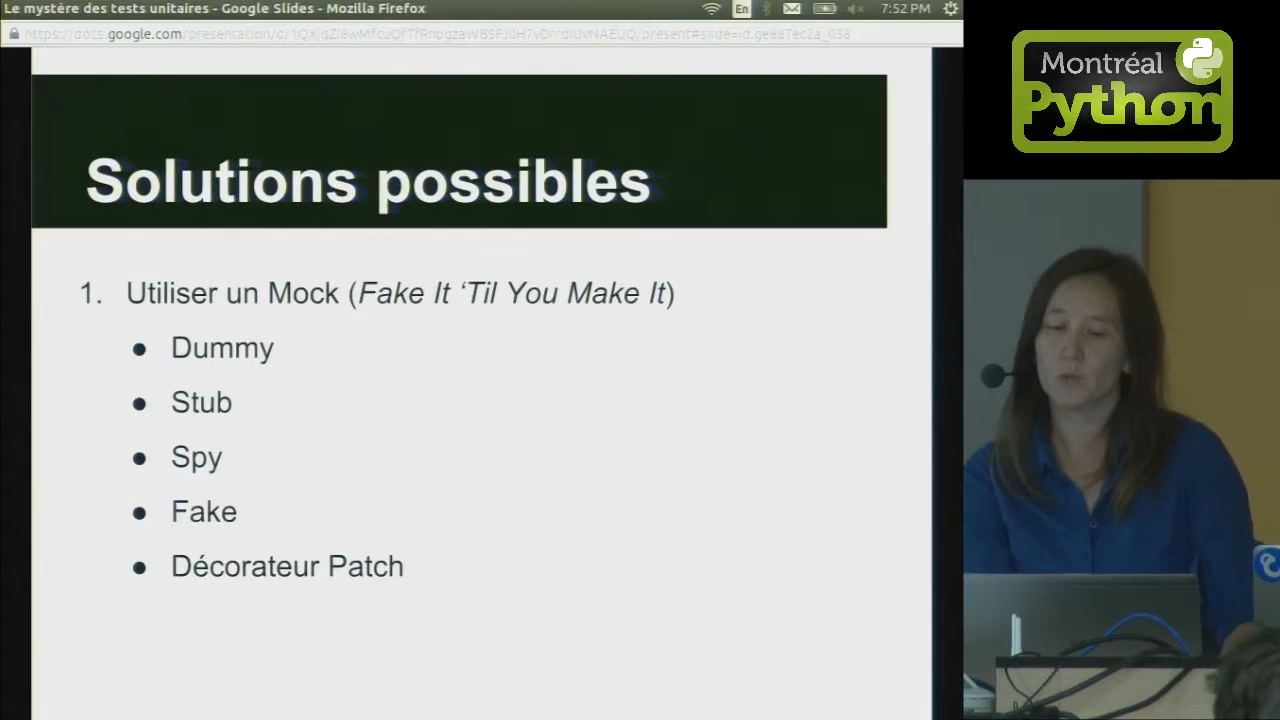 Le mystère des tests unitaires - Google Slides - Mozilla Firefox
En
7:52 PM
Solutions possibles
1. Utiliser un Mock (Fake It ‘Til You Make It)
● Dummy
● Stub
● Spy
● Fake
● Décorateur Patch
Montréal
Python